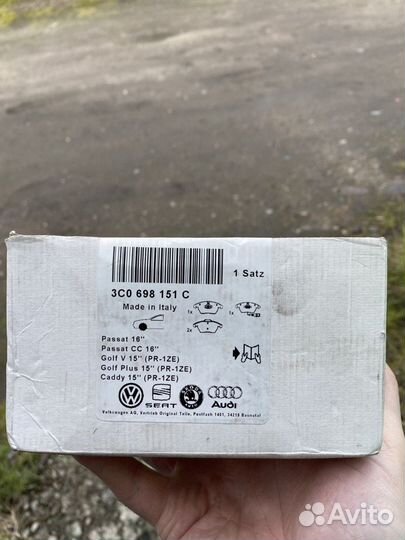 1 Satz
3C0 698 151 C
Made in Italy
1x
1x
2x
Passat 16"
Passat CC 16"
Golf V 15" (PR-1ZE)
Golf Plus 15" (PR-1ZE)
Caddy 15" (PR-1ZE)
SEAT
Audi
Volkswagen AG, Vertrieb Original Teile, Postfach 1451, 34218 Baunatal
Avito